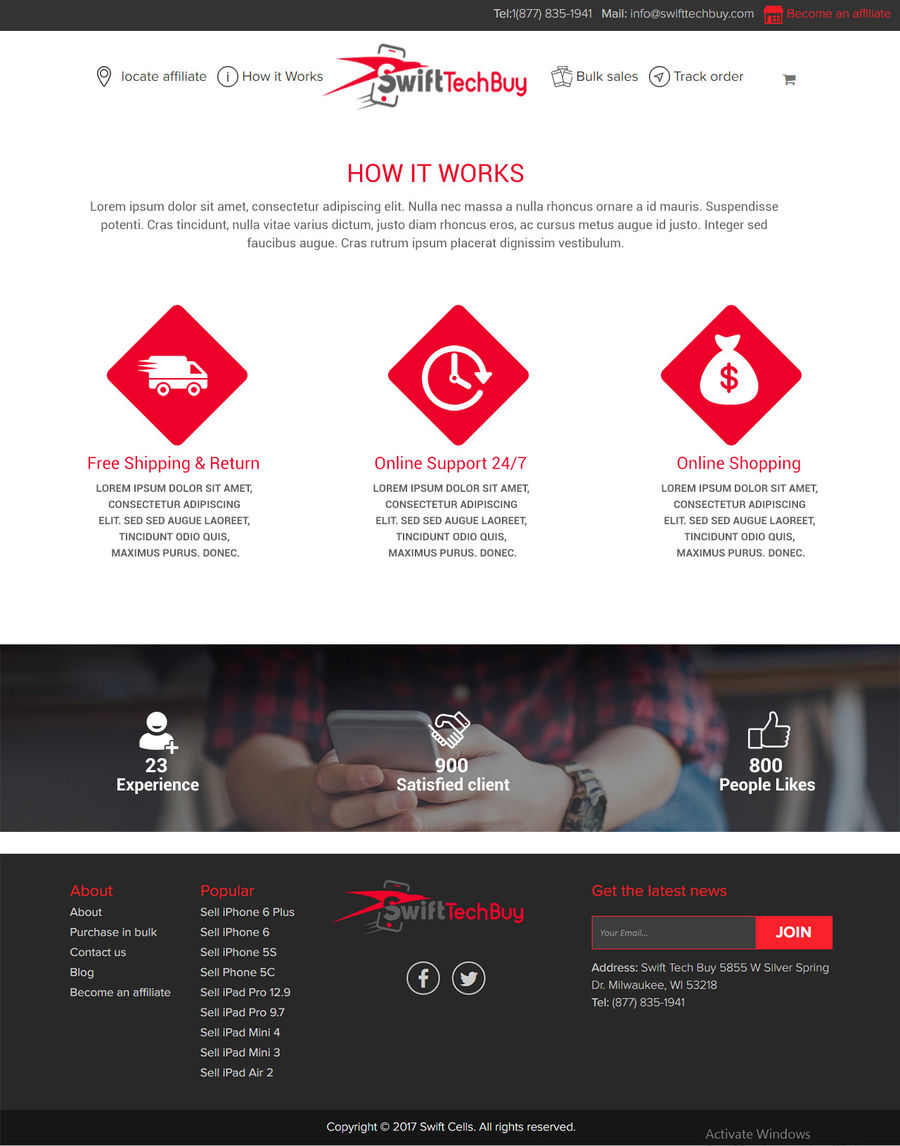 Tel:1(877) 835-1941 Mail: info@swifttechbuy.com Become an affiliate
locate affiliate i How it Works SwiftTechBuy Bulk sales Track order
HOW IT WORKS
Lorem ipsum dolor sit amet, consectetur adipiscing elit. Nulla nec massa a nulla rhoncus ornare a id mauris. Suspendisse
potenti. Cras tincidunt, nulla vitae varius dictum, justo diam rhoncus eros, ac cursus metus augue id justo. Integer sed
faucibus augue. Cras rutrum ipsum placerat dignissim vestibulum.
$
Free Shipping & Return
LOREM IPSUM DOLOR SIT AMET,
CONSECTETUR ADIPISCING
ELIT. SED SED AUGUE LAOREET,
TINCIDUNT ODIO QUIS,
MAXIMUS PURUS. DONEC.
Online Support 24/7
LOREM IPSUM DOLOR SIT AMET,
CONSECTETUR ADIPISCING
ELIT. SED SED AUGUE LAOREET,
TINCIDUNT ODIO QUIS,
MAXIMUS PURUS. DONEC.
Online Shopping
LOREM IPSUM DOLOR SIT AMET,
CONSECTETUR ADIPISCING
ELIT. SED SED AUGUE LAOREET,
TINCIDUNT ODIO QUIS,
MAXIMUS PURUS. DONEC.
23
Experience
900
Satisfied client
800
People Likes
About
About
Purchase in bulk
Contact us
Blog
Become an affiliate
Popular
Sell iPhone 6 Plus
Sell iPhone 6
Sell iPhone 5S
Sell Phone 5C
Sell iPad Pro 12.9
Sell iPad Pro 9.7
Sell iPad Mini 4
Sell iPad Mini 3
Sell iPad Air 2
SwiftTechBuy
f
Get the latest news
Your Email... JOIN
Address: Swift Tech Buy 5855 W Silver Spring
Dr. Milwaukee, WI 53218
Tel: (877) 835-1941
Copyright © 2017 Swift Cells. All rights reserved.
Activate Windows